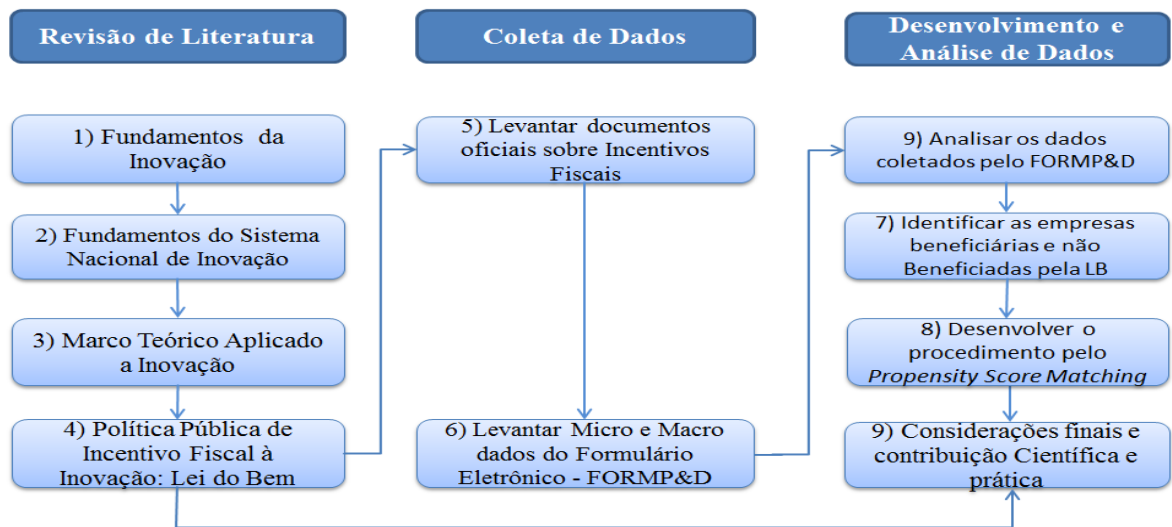 Revisão de Literatura
1) Fundamentos da
Inovação
2) Fundamentos do Sistema
Nacional de Inovação
3) Marco Teórico Aplicado
a Inovação
4) Política Pública de
Incentivo Fiscal à
Inovação: Lei do Bem
Coleta de Dados
5) Levantar documentos
oficiais sobre Incentivos
Fiscais
6) Levantar Micro e Macro
dados do Formulário
Eletrônico - FORMP&D
Desenvolvimento e
Análise de Dados
9) Analisar os dados
coletados pelo FORMP&D
7) Identificar as empresas
beneficiárias e não
Beneficiadas pela LB
8) Desenvolver o
procedimento pelo
Propensity Score Matching
9) Considerações finais e
contribuição Científica e
prática